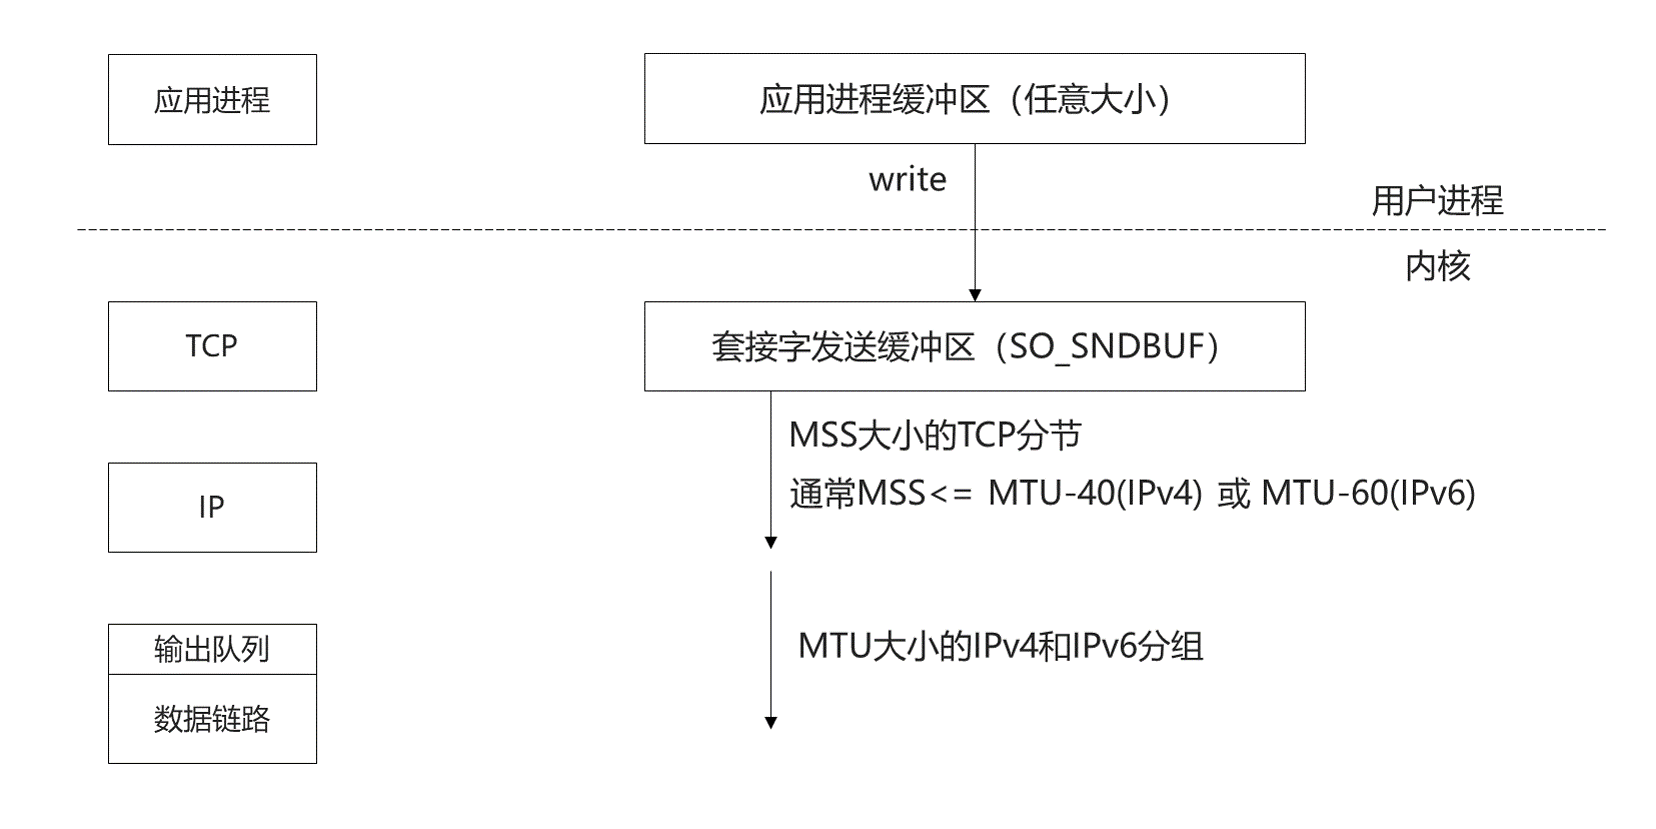 应用进程
应用进程缓冲区（任意大小）
write
用户进程
内核
TCP
套接字发送缓冲区（SO_SNDBUF）
MSS大小的TCP分节
IP
通常MSS<= MTU-40(IPv4) 或 MTU-60(IPv6)
输出队列
MTU大小的IPv4和IPv6分组
数据链路